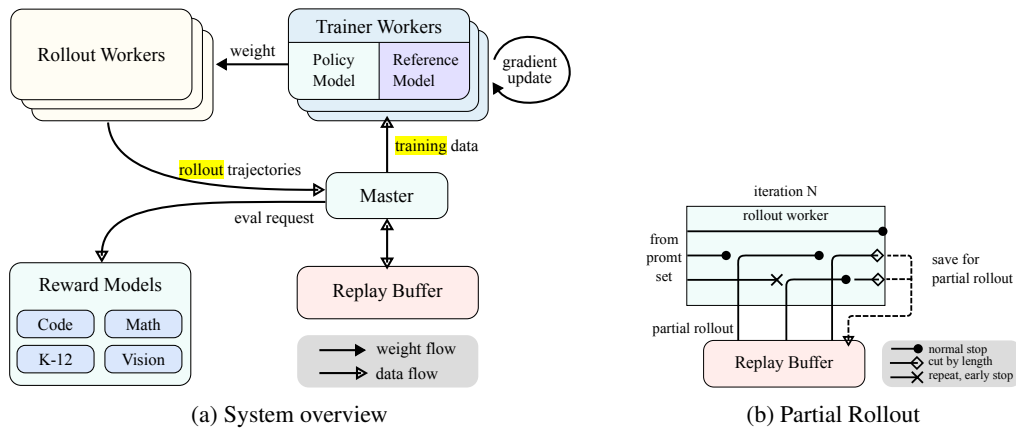 Rollout Workers
weight
Trainer Workers
Policy
Model
Reference
Model
gradient
update
rollout trajectories
training data
Master
eval request
Reward Models
Code
Math
K-12
Vision
Replay Buffer
weight flow
data flow
(a) System overview
iteration N
rollout worker
from
promt
set
save for
partial rollout
partial rollout
Replay Buffer
normal stop
cut by length
repeat, early stop
(b) Partial Rollout